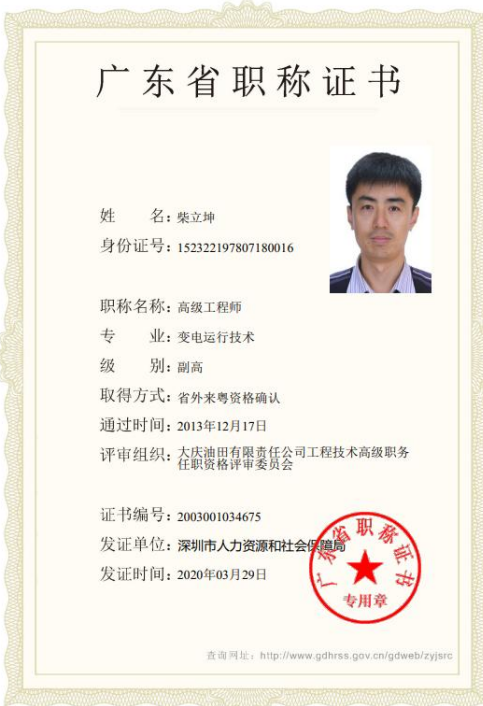 广东省职称证书
姓 名：柴立坤
身份证号：152322197807180016
职称名称：高级工程师
专 业：变电运行技术
级 别：副高
取得方式：省外来粤资格确认
通过时间：2013年12月17日
评审组织：大庆油田有限责任公司工程技术高级职务
任职资格评审委员会
证书编号：2003001034675
发证单位：深圳市人力资源和社会保障局
发证时间：2020年03月29日
广东省职称证书
专用章
查询网址：http://www.gdhrss.gov.cn/gdweb/zyjsrc